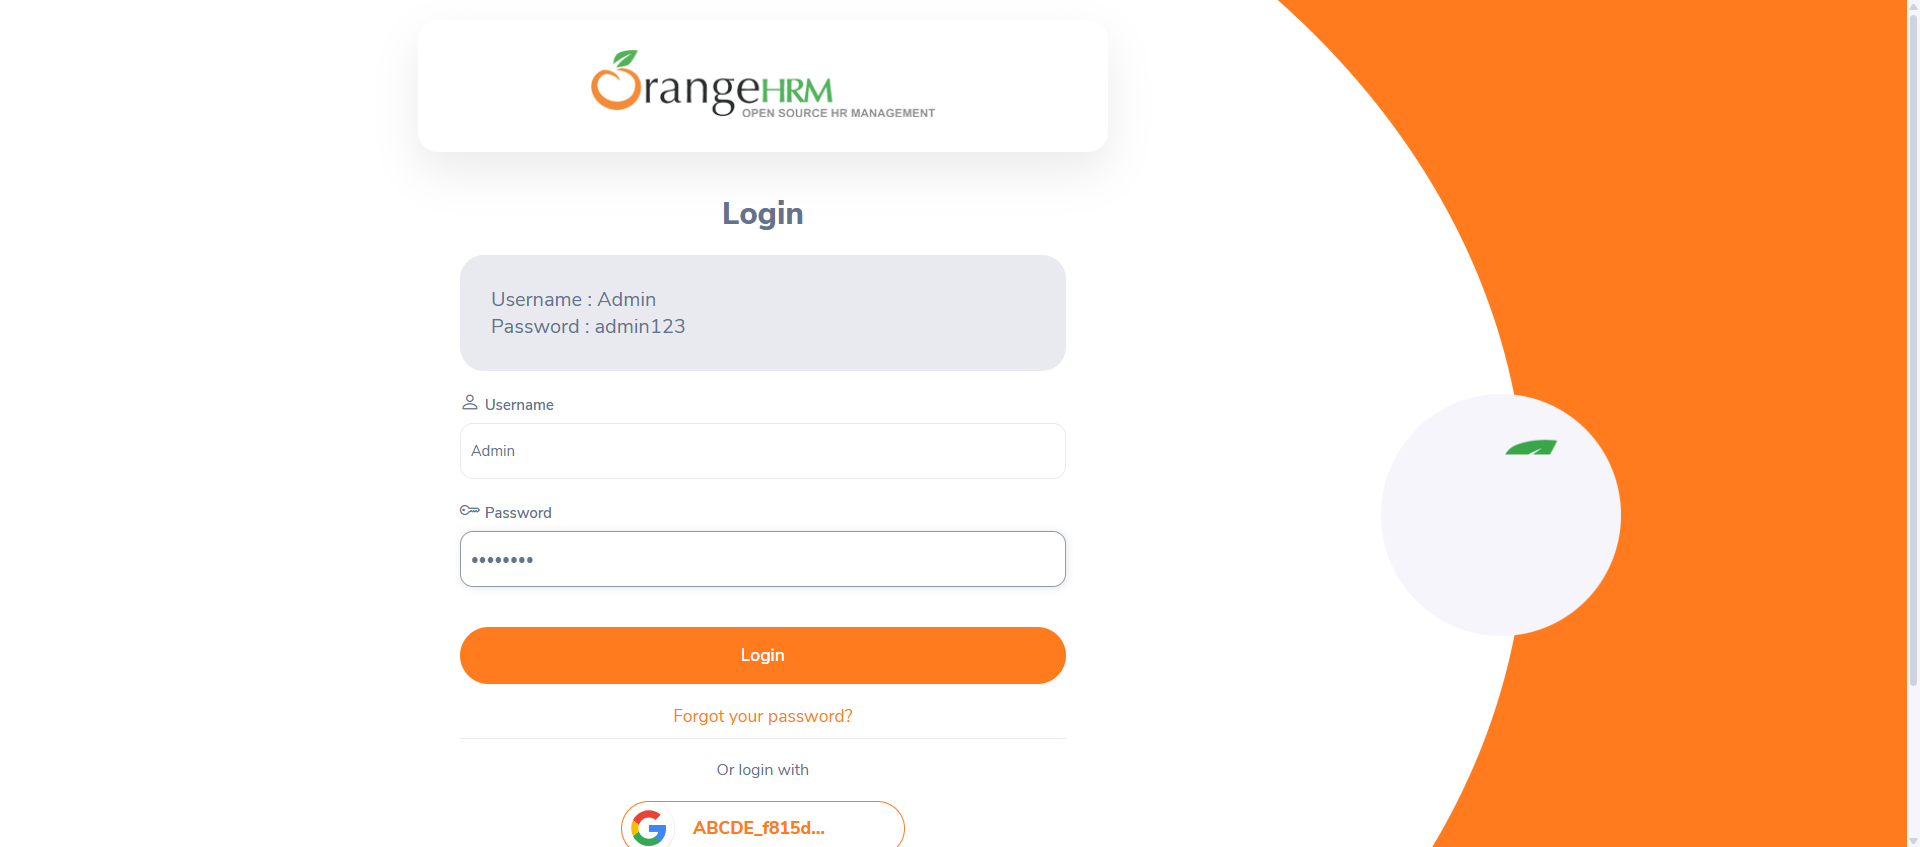 OrangeHRM
OPEN SOURCE HR MANAGEMENT
Login
Username : Admin
Password : admin123
Username
Admin
Password
••••••••
Login
Forgot your password?
Or login with
ABCDE_f815d...